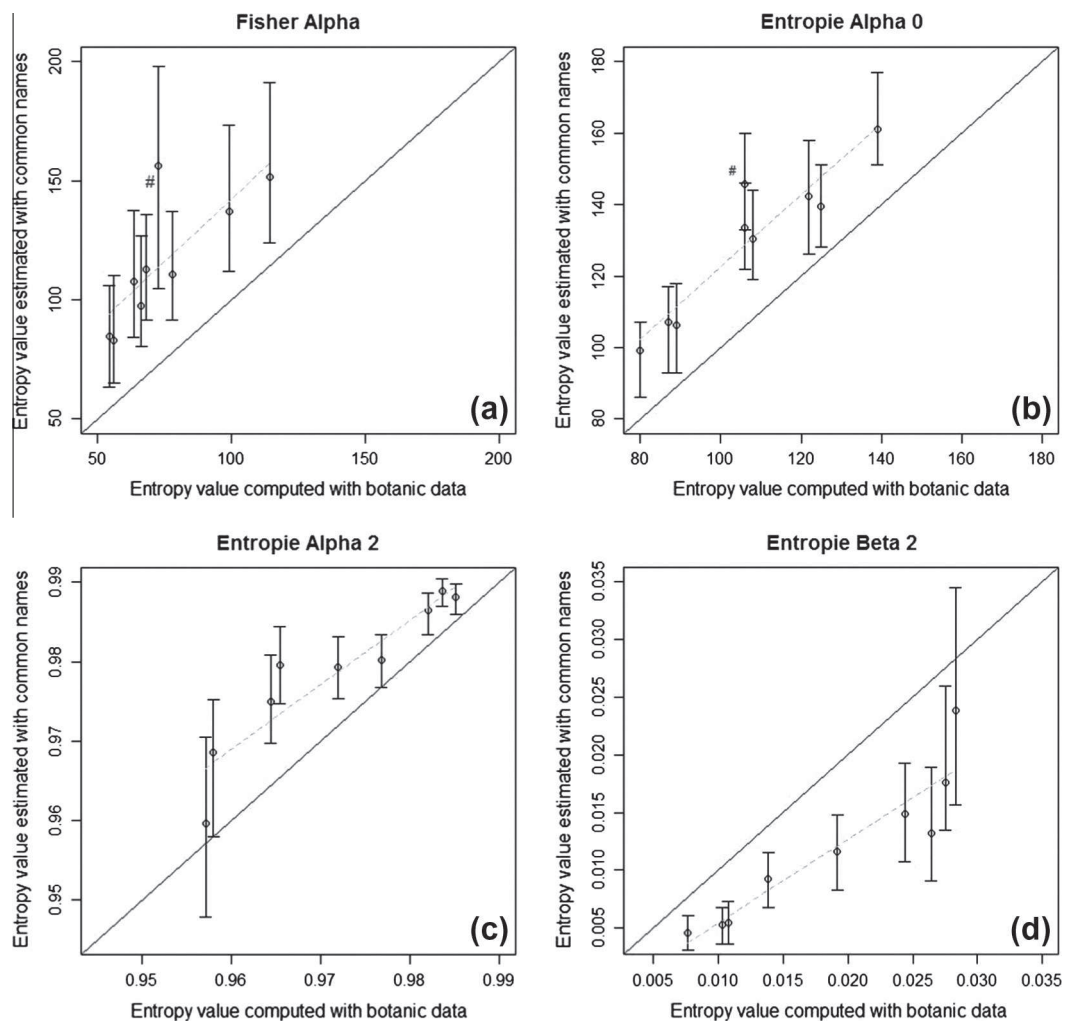 Fisher Alpha
Entropy value estimated with common names
200
150
100
50
#
(a)
50 100 150 200
Entropy value computed with botanic data
Entropie Alpha 0
Entropy value estimated with common names
180
160
140
120
100
80
#
(b)
80 100 120 140 160 180
Entropy value computed with botanic data
Entropie Alpha 2
Entropy value estimated with common names
0.99
0.98
0.97
0.96
0.95
(c)
0.95 0.96 0.97 0.98 0.99
Entropy value computed with botanic data
Entropie Beta 2
Entropy value estimated with common names
0.035
0.030
0.025
0.020
0.015
0.010
0.005
(d)
0.005 0.010 0.015 0.020 0.025 0.030 0.035
Entropy value computed with botanic data